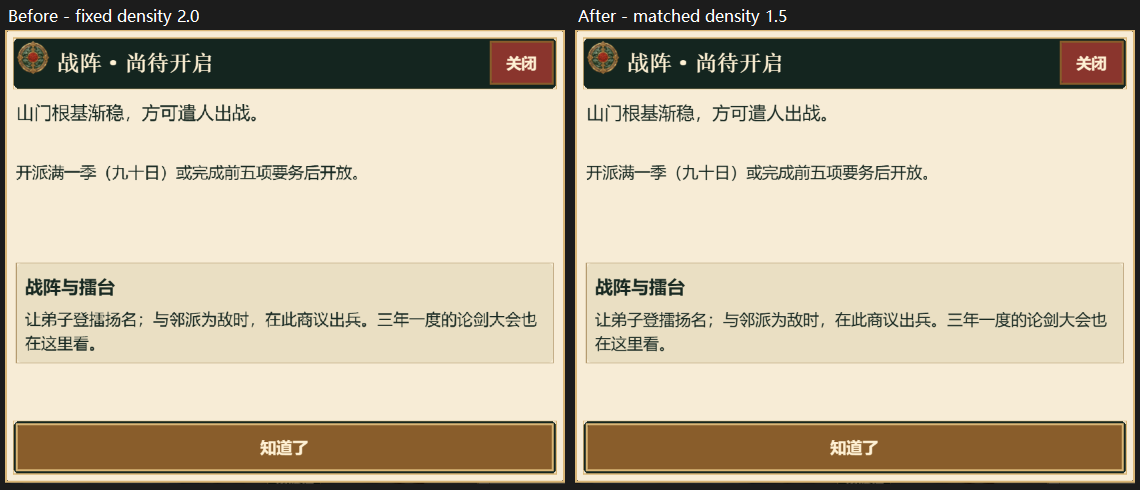 Before - fixed density 2.0
战阵·尚待开启
关闭
山门根基渐稳，方可遣人出战。
开派满一季（九十日）或完成前五项要务后开放。
战阵与擂台
让弟子登擂扬名；与邻派为敌时，在此商议出兵。三年一度的论剑大会也
在这里看。
知道了
After - matched density 1.5
战阵·尚待开启
关闭
山门根基渐稳，方可遣人出战。
开派满一季（九十日）或完成前五项要务后开放。
战阵与擂台
让弟子登擂扬名；与邻派为敌时，在此商议出兵。三年一度的论剑大会也
在这里看。
知道了